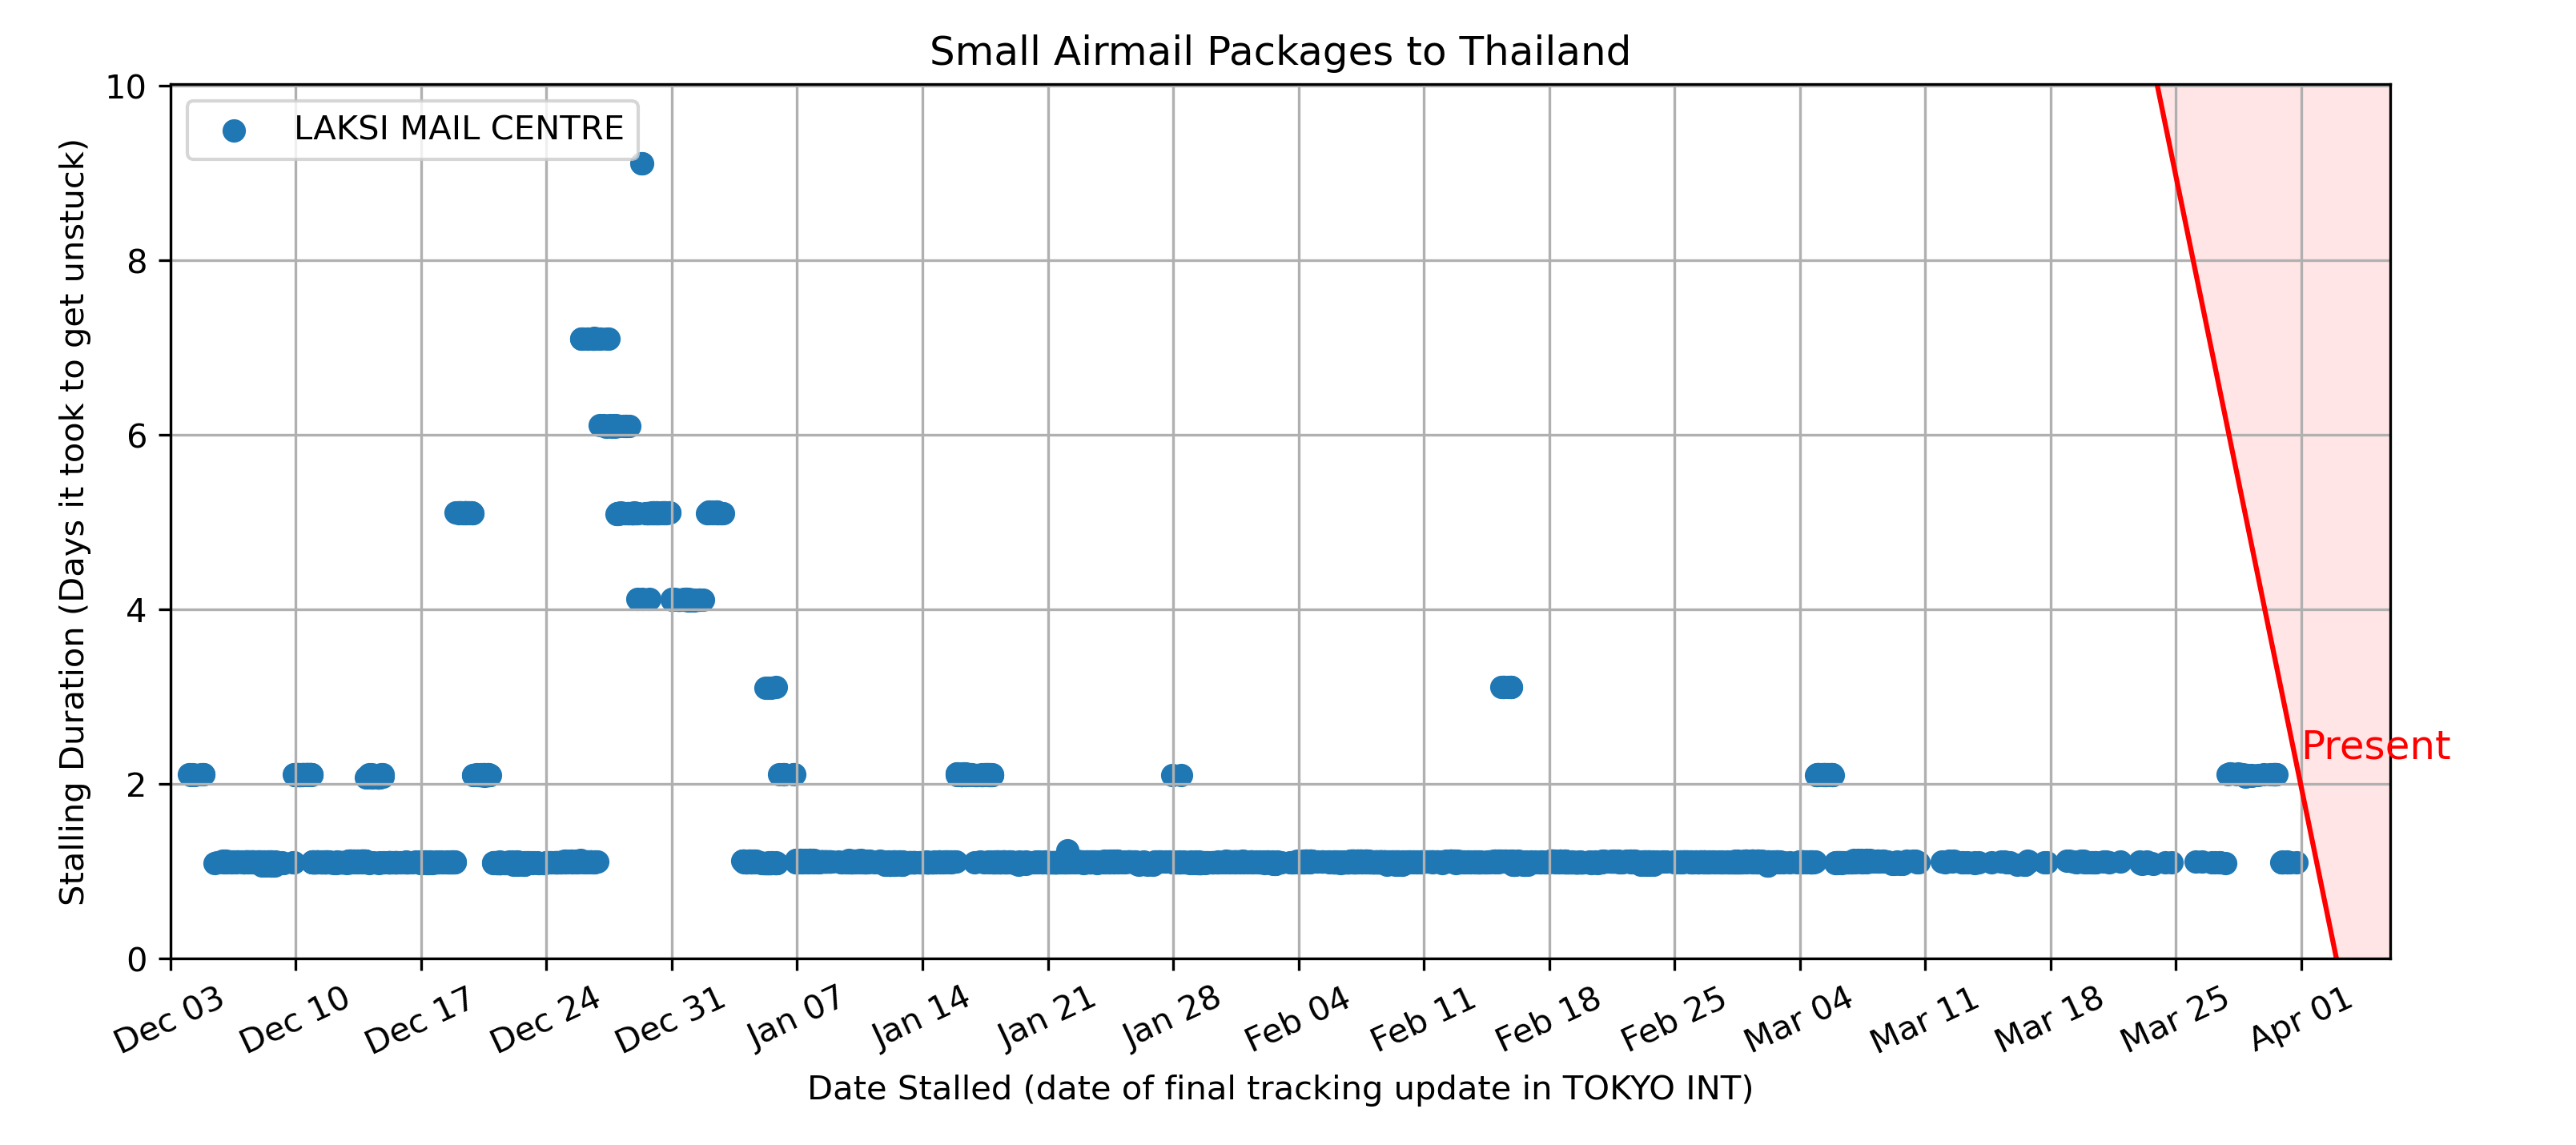 Small Airmail Packages to Thailand
LAKSI MAIL CENTRE
Stalling Duration (Days it took to get unstuck)
10
8
6
4
2
0
Present
Dec 03
Dec 10
Dec 17
Dec 24
Dec 31
Jan 07
Jan 14
Jan 21
Jan 28
Feb 04
Feb 11
Feb 18
Feb 25
Mar 04
Mar 11
Mar 18
Mar 25
Apr 01
Date Stalled (date of final tracking update in TOKYO INT)